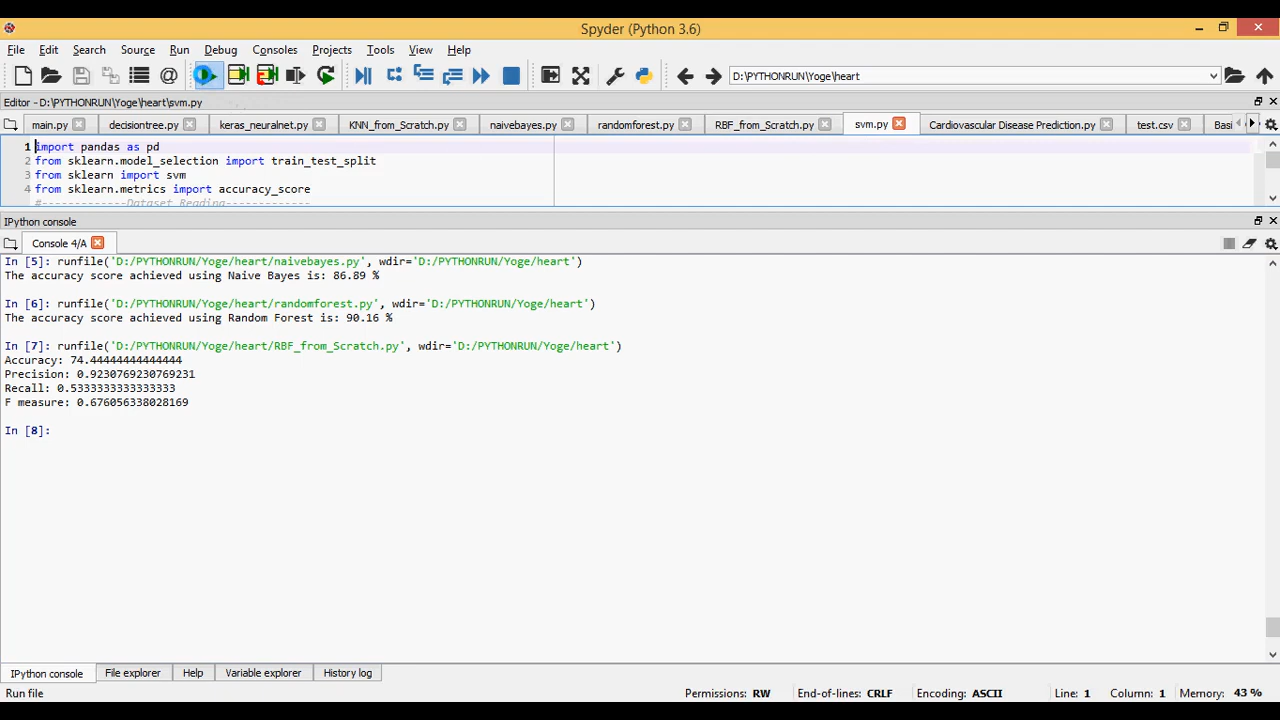 Spyder (Python 3.6)
File Edit Search Source Run Debug Consoles Projects Tools View Help
D:\PYTHONRUN\Yoge\heart
Editor - D:\PYTHONRUN\Yoge\heart\svm.py
main.py decisiontree.py keras_neuralnet.py KNN_from_Scratch.py naivebayes.py randomforest.py RBF_from_Scratch.py svm.py Cardiovascular Disease Prediction.py test.csv Basi
1 import pandas as pd
2 from sklearn.model_selection import train_test_split
3 from sklearn import svm
4 from sklearn.metrics import accuracy_score
#-------------Dataset Reading-------------
IPython console
Console 4/A
In [5]: runfile('D:/PYTHONRUN/Yoge/heart/naivebayes.py', wdir='D:/PYTHONRUN/Yoge/heart')
The accuracy score achieved using Naive Bayes is: 86.89 %
In [6]: runfile('D:/PYTHONRUN/Yoge/heart/randomforest.py', wdir='D:/PYTHONRUN/Yoge/heart')
The accuracy score achieved using Random Forest is: 90.16 %
In [7]: runfile('D:/PYTHONRUN/Yoge/heart/RBF_from_Scratch.py', wdir='D:/PYTHONRUN/Yoge/heart')
Accuracy: 74.44444444444444
Precision: 0.9230769230769231
Recall: 0.5333333333333333
F measure: 0.676056338028169
In [8]:
IPython console File explorer Help Variable explorer History log
Run file Permissions: RW End-of-lines: CRLF Encoding: ASCII Line: 1 Column: 1 Memory: 43 %